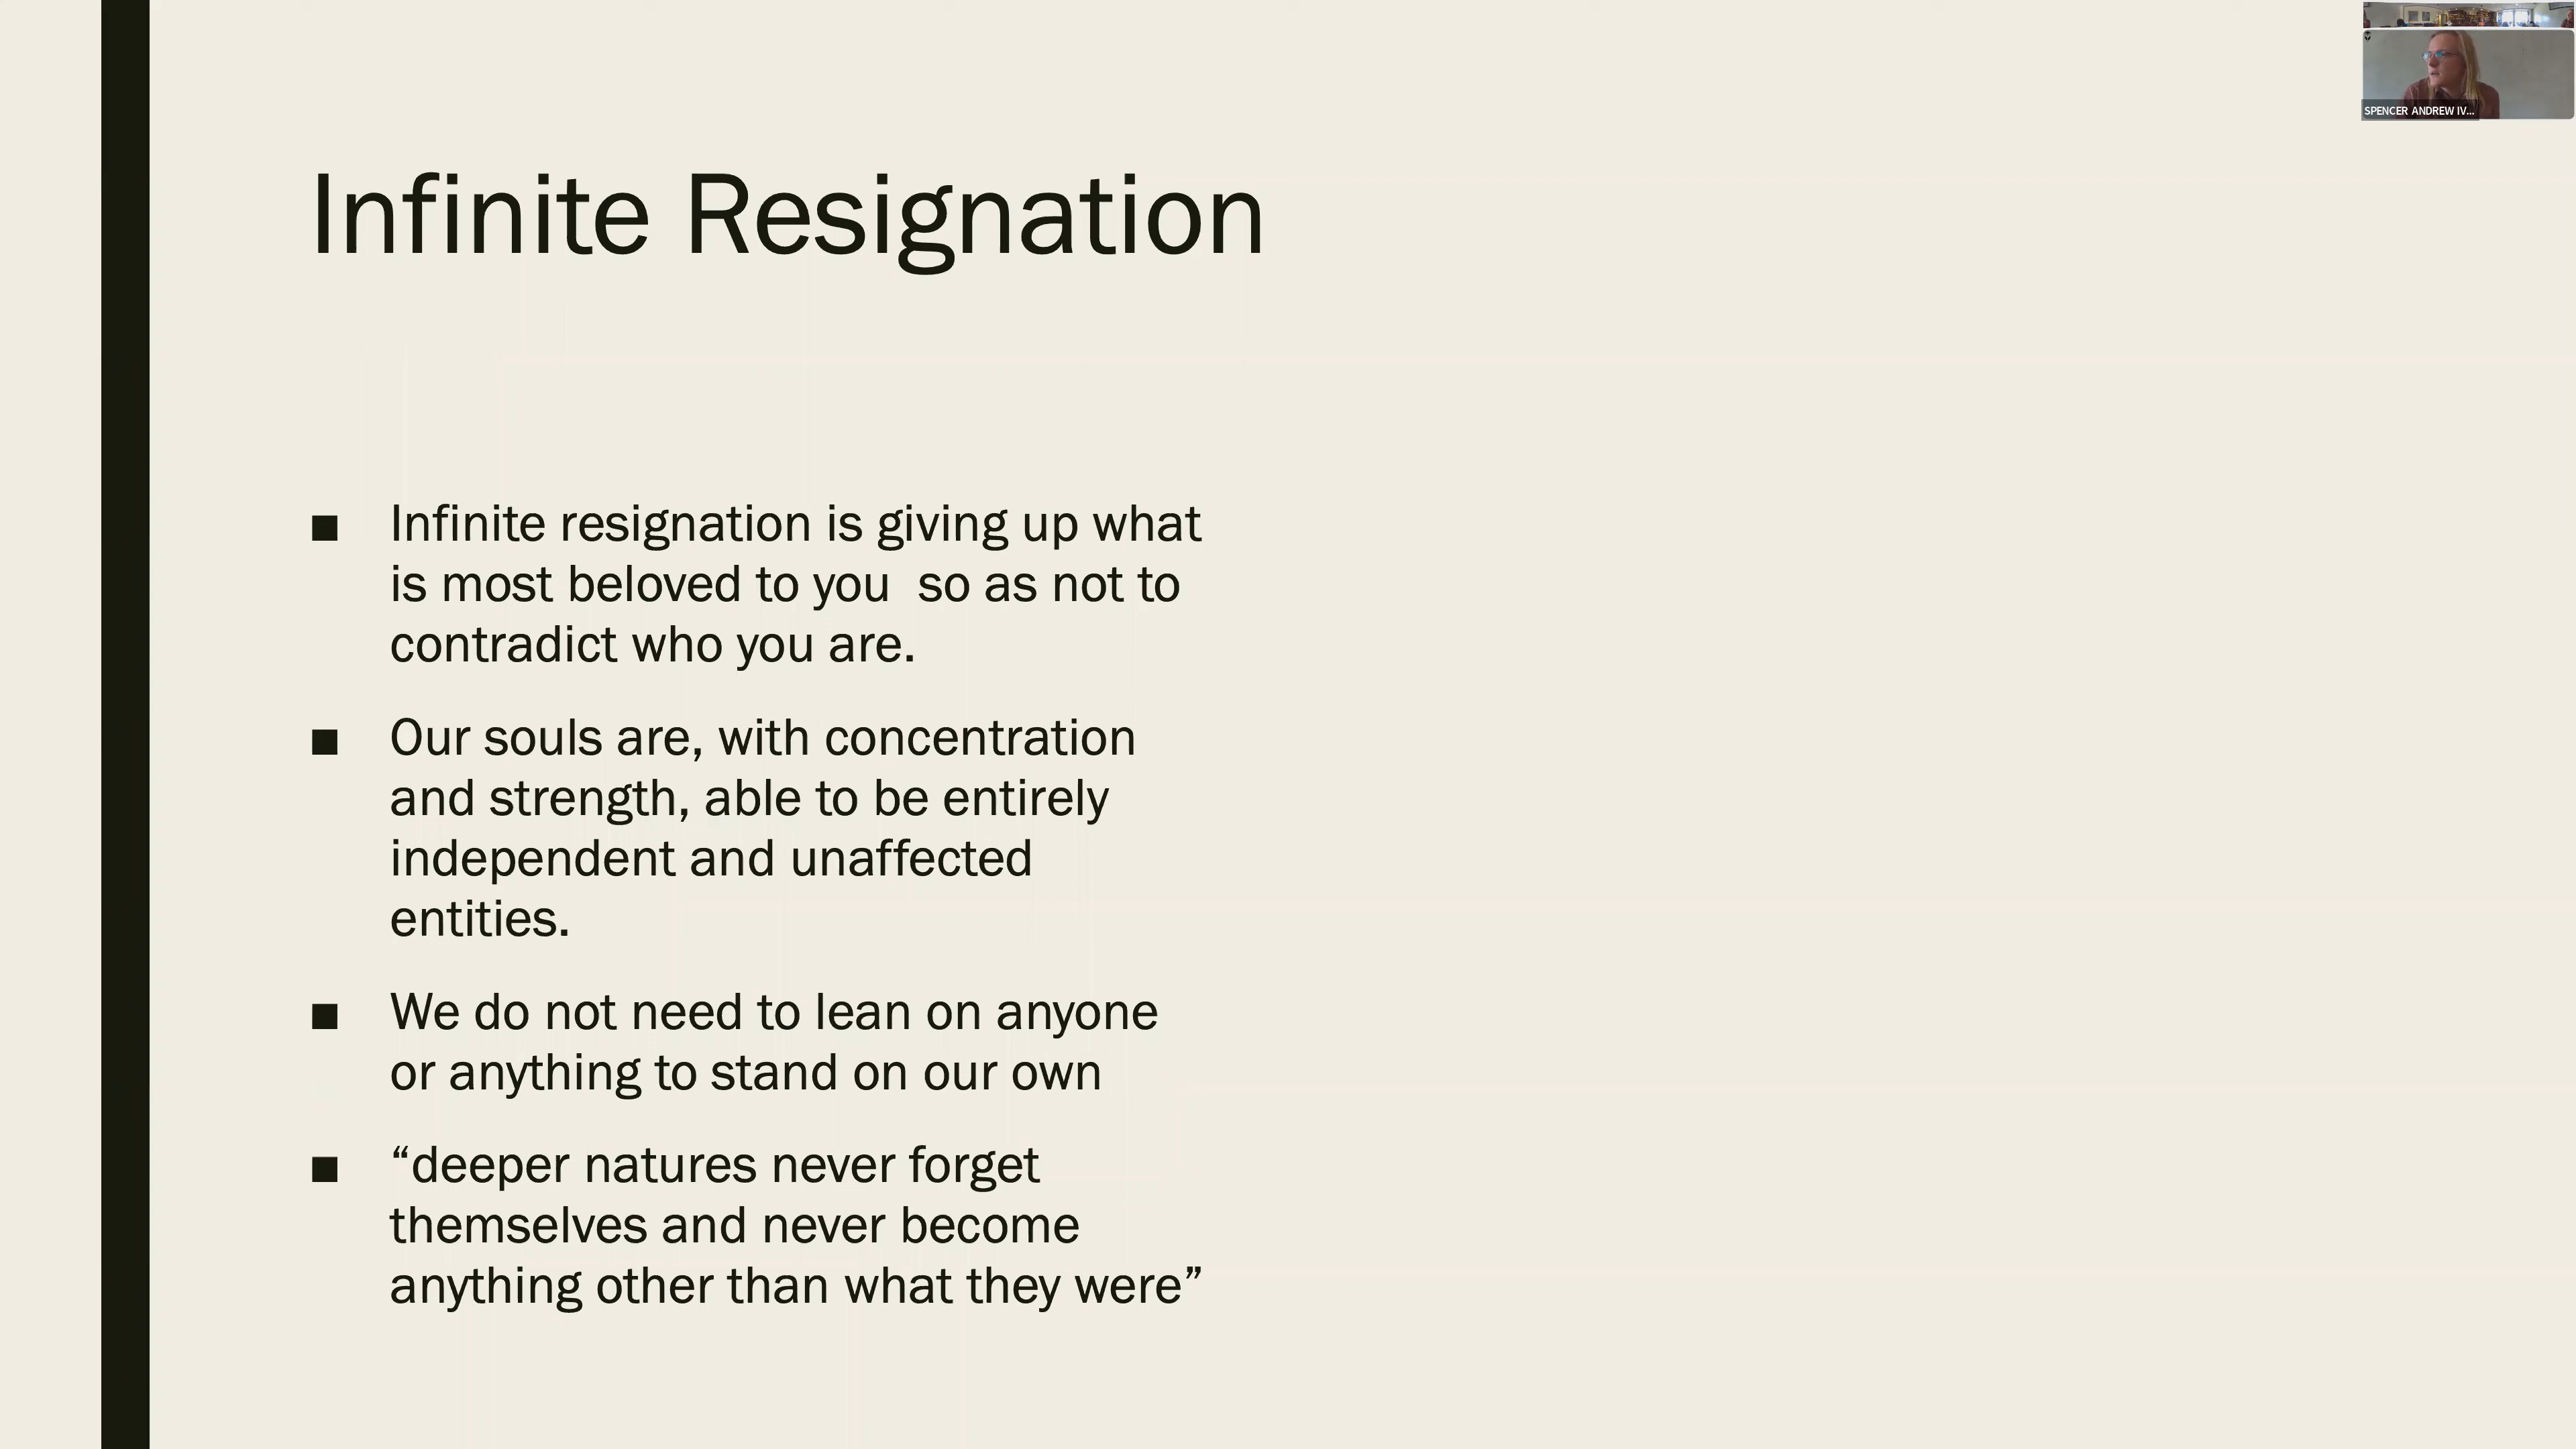 SPENCER ANDREW IV...
Infinite Resignation
■ Infinite resignation is giving up what
is most beloved to you  so as not to
contradict who you are.
■ Our souls are, with concentration
and strength, able to be entirely
independent and unaffected
entities.
■ We do not need to lean on anyone
or anything to stand on our own
■ “deeper natures never forget
themselves and never become
anything other than what they were”